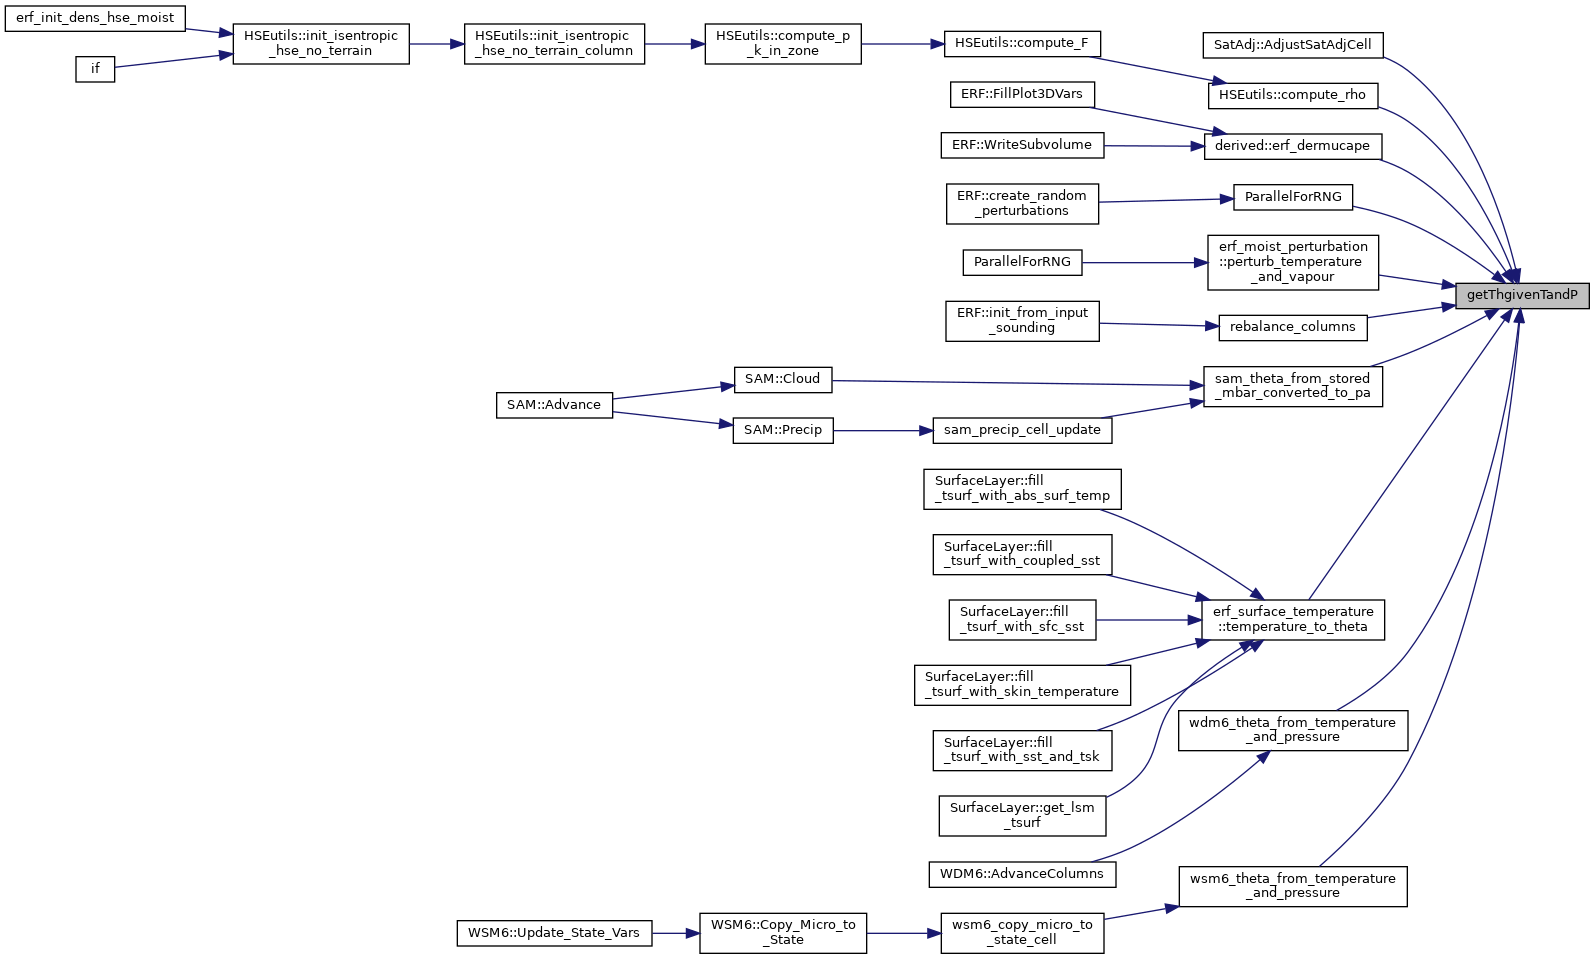 erf_init_dens_hse_moist
if
HSEutils::init_isentropic
_hse_no_terrain
HSEutils::init_isentropic
_hse_no_terrain_column
HSEutils::compute_p
_k_in_zone
HSEutils::compute_F
SatAdj::AdjustSatAdjCell
HSEutils::compute_rho
ERF::FillPlot3DVars
ERF::WriteSubvolume
derived::erf_dermucape
ERF::create_random
_perturbations
ParallelForRNG
ParallelForRNG
erf_moist_perturbation
::perturb_temperature
_and_vapour
getThgivenTandP
ERF::init_from_input
_sounding
rebalance_columns
SAM::Advance
SAM::Cloud
SAM::Precip
sam_theta_from_stored
_mbar_converted_to_pa
sam_precip_cell_update
SurfaceLayer::fill
_tsurf_with_abs_surf_temp
SurfaceLayer::fill
_tsurf_with_coupled_sst
SurfaceLayer::fill
_tsurf_with_sfc_sst
erf_surface_temperature
::temperature_to_theta
SurfaceLayer::fill
_tsurf_with_skin_temperature
SurfaceLayer::fill
_tsurf_with_sst_and_tsk
wdm6_theta_from_temperature
_and_pressure
SurfaceLayer::get_lsm
_tsurf
WDM6::AdvanceColumns
wsm6_theta_from_temperature
_and_pressure
WSM6::Update_State_Vars
WSM6::Copy_Micro_to
_State
wsm6_copy_micro_to
_state_cell